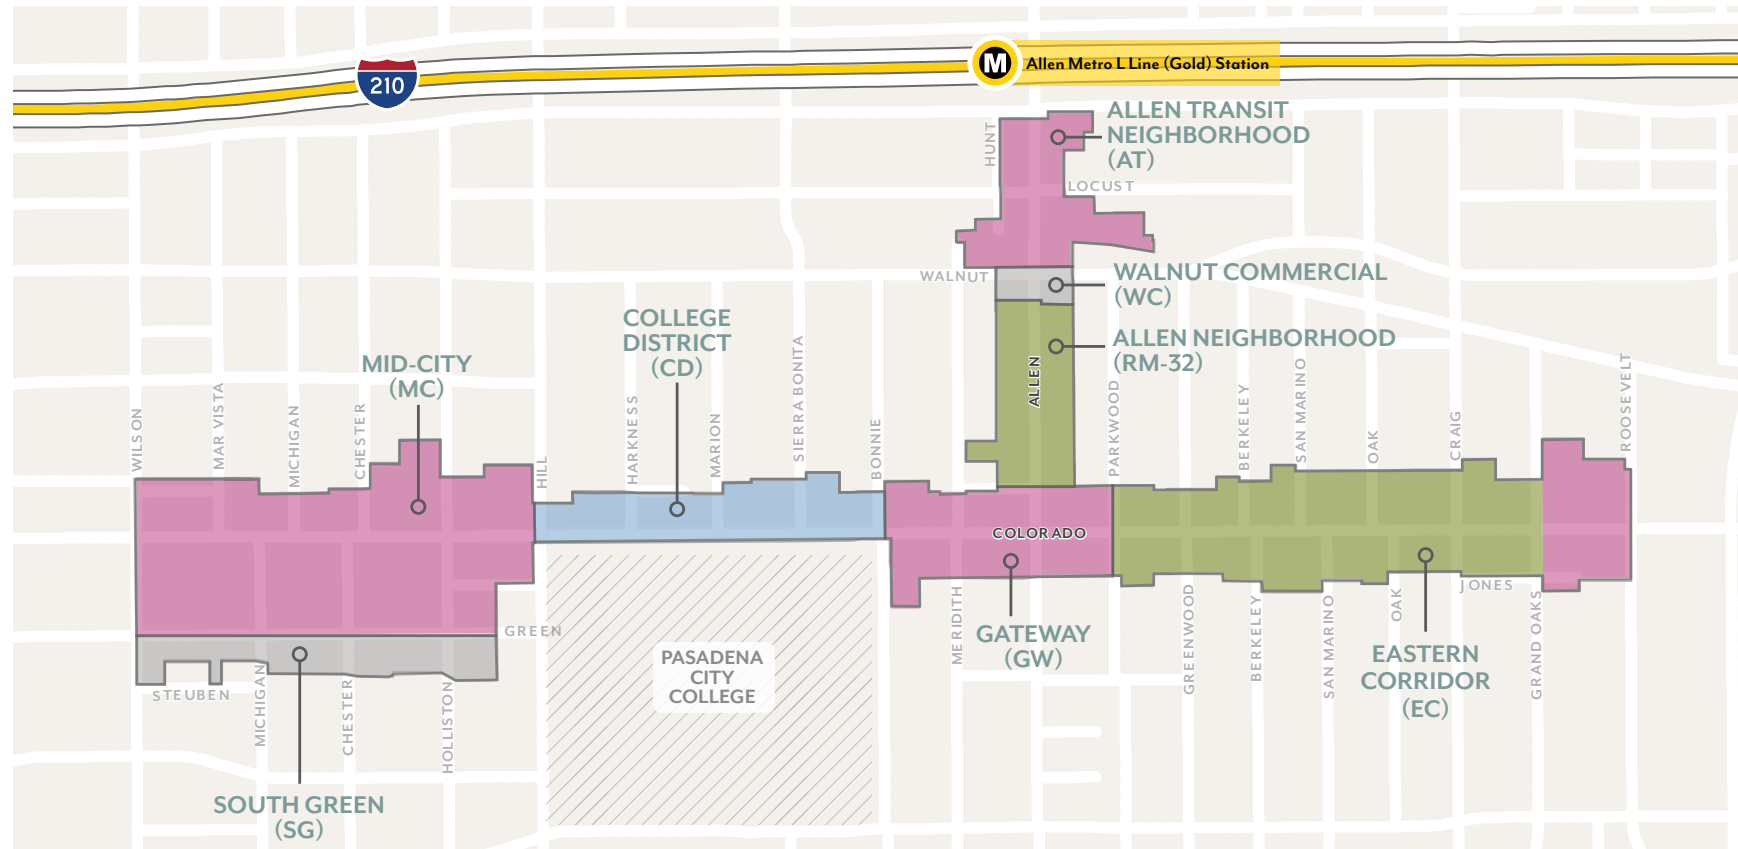 210
M
Allen Metro L Line (Gold) Station
ALLEN TRANSIT
NEIGHBORHOOD
(AT)
HUNT
LOCUST
WALNUT
WALNUT COMMERCIAL
(WC)
ALLEN NEIGHBORHOOD
(RM-32)
ALLEN
COLLEGE
DISTRICT
(CD)
MID-CITY
(MC)
WILSON
MAR VISTA
MICHIGAN
CHESTER
HILL
HARKNESS
MARION
SIERRA BONITA
BONNIE
PARKWOOD
BERKELEY
SAN MARINO
OAK
CRAIG
ROOSEVELT
COLORADO
GREEN
JONES
MERIDITH
GREENWOOD
BERKELEY
SAN MARINO
OAK
GRAND OAKS
GATEWAY
(GW)
EASTERN
CORRIDOR
(EC)
PASADENA
CITY
COLLEGE
STEUBEN
MICHIGAN
CHESTER
HOLLISTON
SOUTH GREEN
(SG)